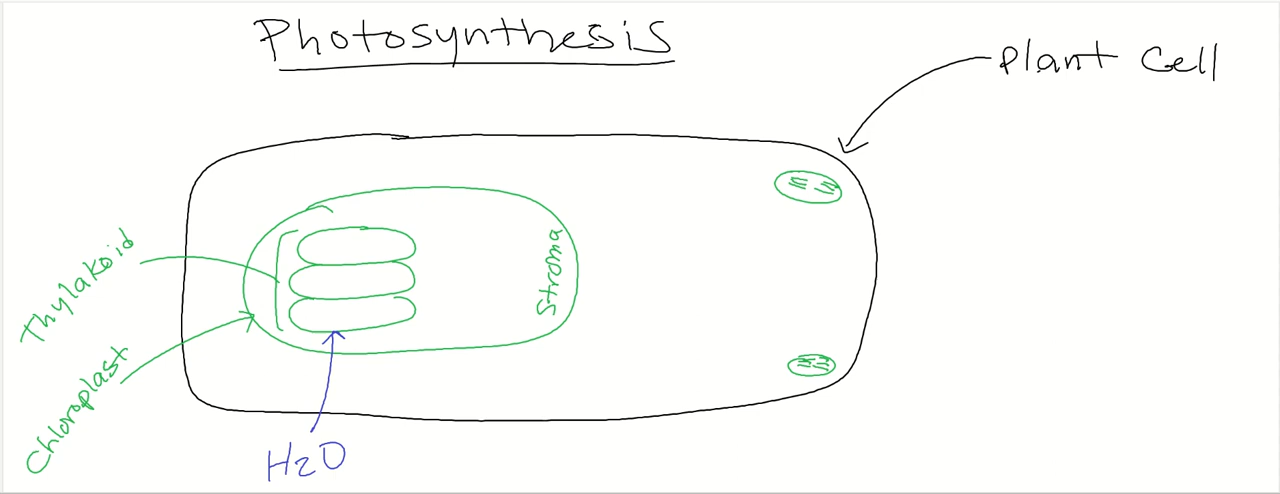 Photosynthesis
Plant Cell
Thylakoid
Stroma
Chloroplast
H2O